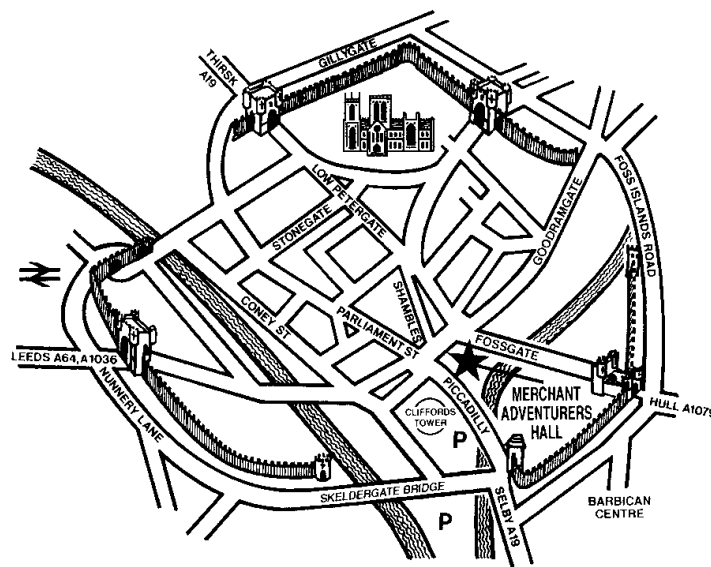 GILLYGATE
THIRSK
A19
LOW PETERGATE
STONEGATE
GOODRAMGATE
FOSS ISLANDS ROAD
SHAMBLES
CONEY ST
PARLIAMENT ST
FOSSGATE
LEEDS A64, A1036
NUNNERY LANE
PICCADILLY
CLIFFORDS
TOWER
MERCHANT
ADVENTURERS
HALL
HULL A1079
P
SKELDERGATE BRIDGE
SELBY A19
BARBICAN
CENTRE
P